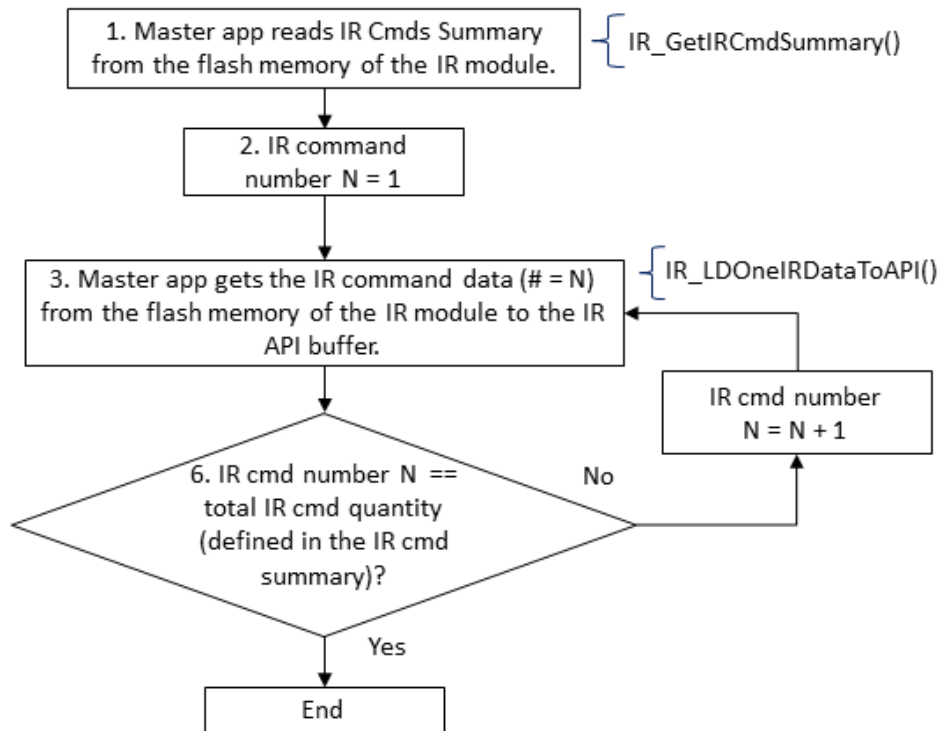 1. Master app reads IR Cmds Summary
from the flash memory of the IR module.
IR_GetIRCmdSummary()
2. IR command
number N = 1
IR_LDOneIRDataToAPI()
3. Master app gets the IR command data (# = N)
from the flash memory of the IR module to the IR
API buffer.
IR cmd number
N = N + 1
6. IR cmd number N ==
total IR cmd quantity
(defined in the IR cmd
summary)?
No
Yes
End